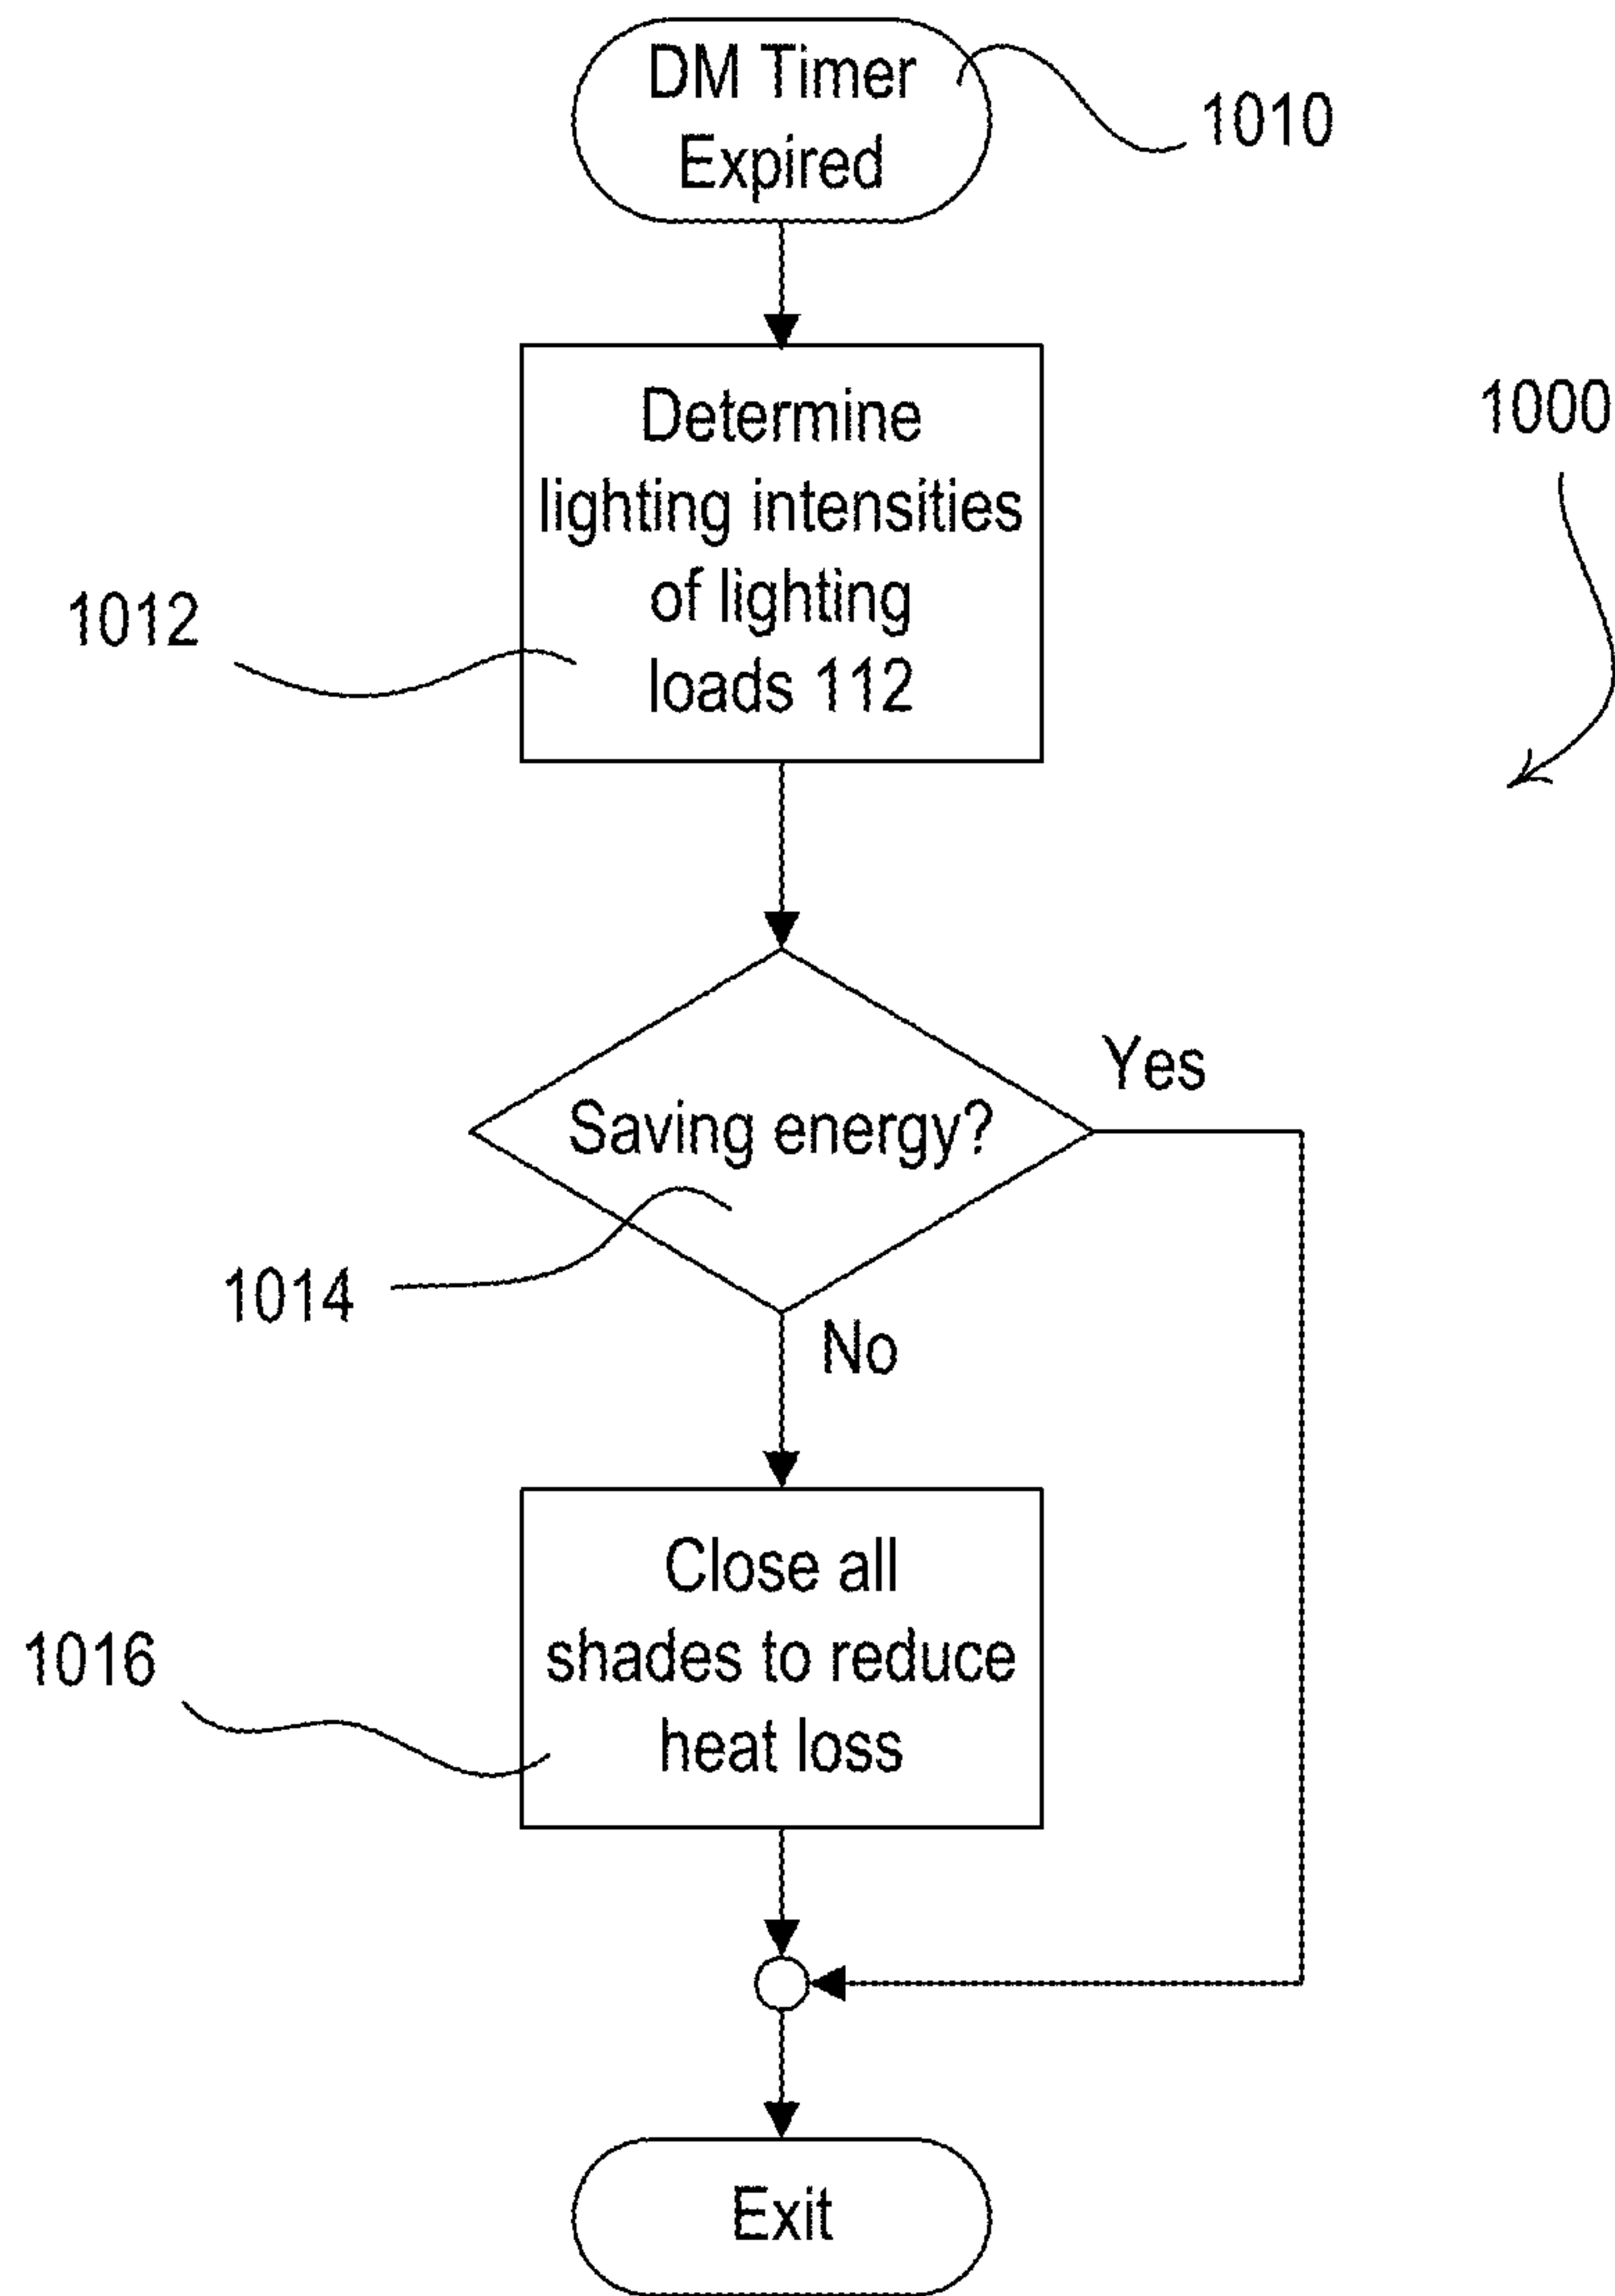 DM Timer
Expired
1010
Determine
lighting intensities
of lighting
loads 112
1000
1012
Saving energy?
Yes
1014
No
Close all
shades to reduce
heat loss
1016
Exit